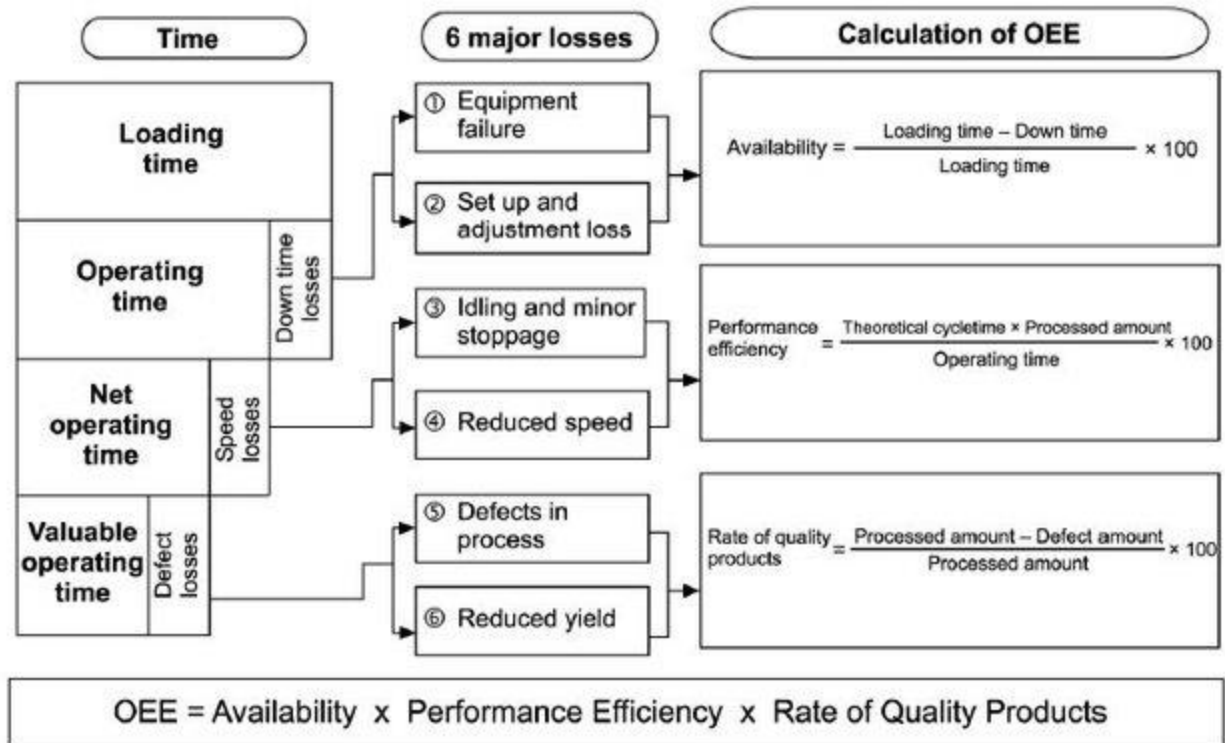 Time
6 major losses
Calculation of OEE
Loading
time
Operating
time
Down time
losses
Net
operating
time
Speed
losses
Valuable
operating
time
Defect
losses
① Equipment
failure
② Set up and
adjustment loss
③ Idling and minor
stoppage
④ Reduced speed
⑤ Defects in
process
⑥ Reduced yield
Loading time – Down time
Availability = × 100
Loading time
Performance
efficiency
Theoretical cycletime × Processed amount
= × 100
Operating time
Rate of quality
products
Processed amount – Defect amount
= × 100
Processed amount
OEE = Availability x Performance Efficiency x Rate of Quality Products